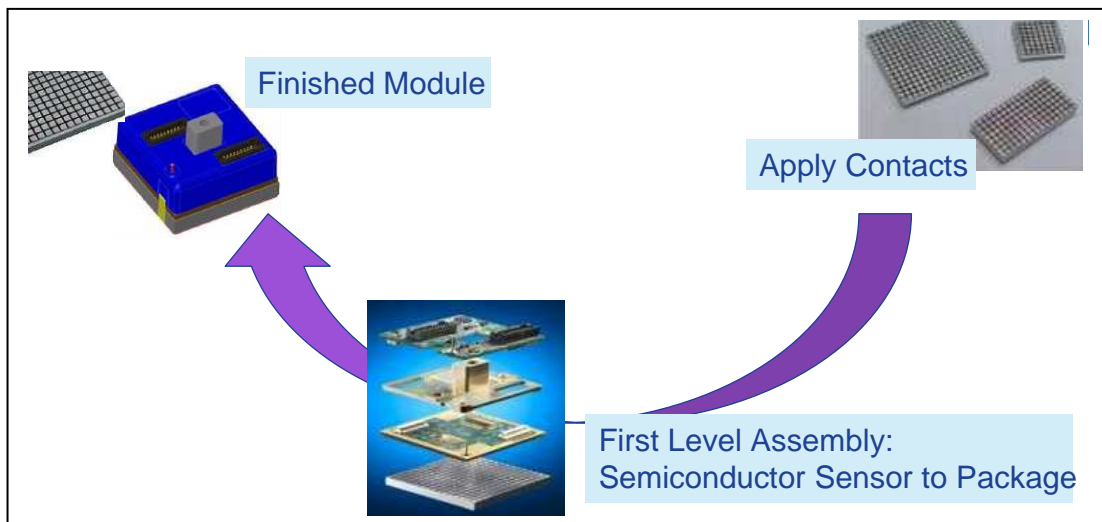 Finished Module
Apply Contacts
First Level Assembly:
Semiconductor Sensor to Package